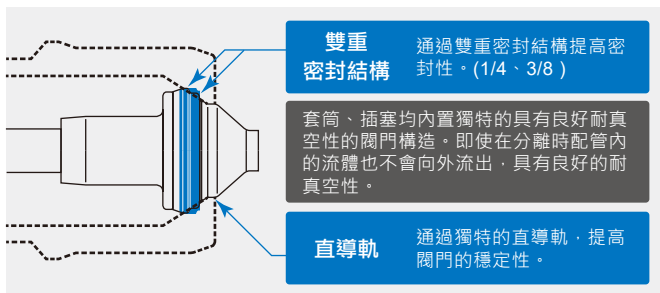 雙重
密封結構
通過雙重密封結構提高密
封性。(1/4、3/8 )
套筒、插塞均內置獨特的具有良好耐真
空性的閥門構造。即使在分離時配管內
的流體也不會向外流出，具有良好的耐
真空性。
直導軌
通過獨特的直導軌，提高
閥門的穩定性。